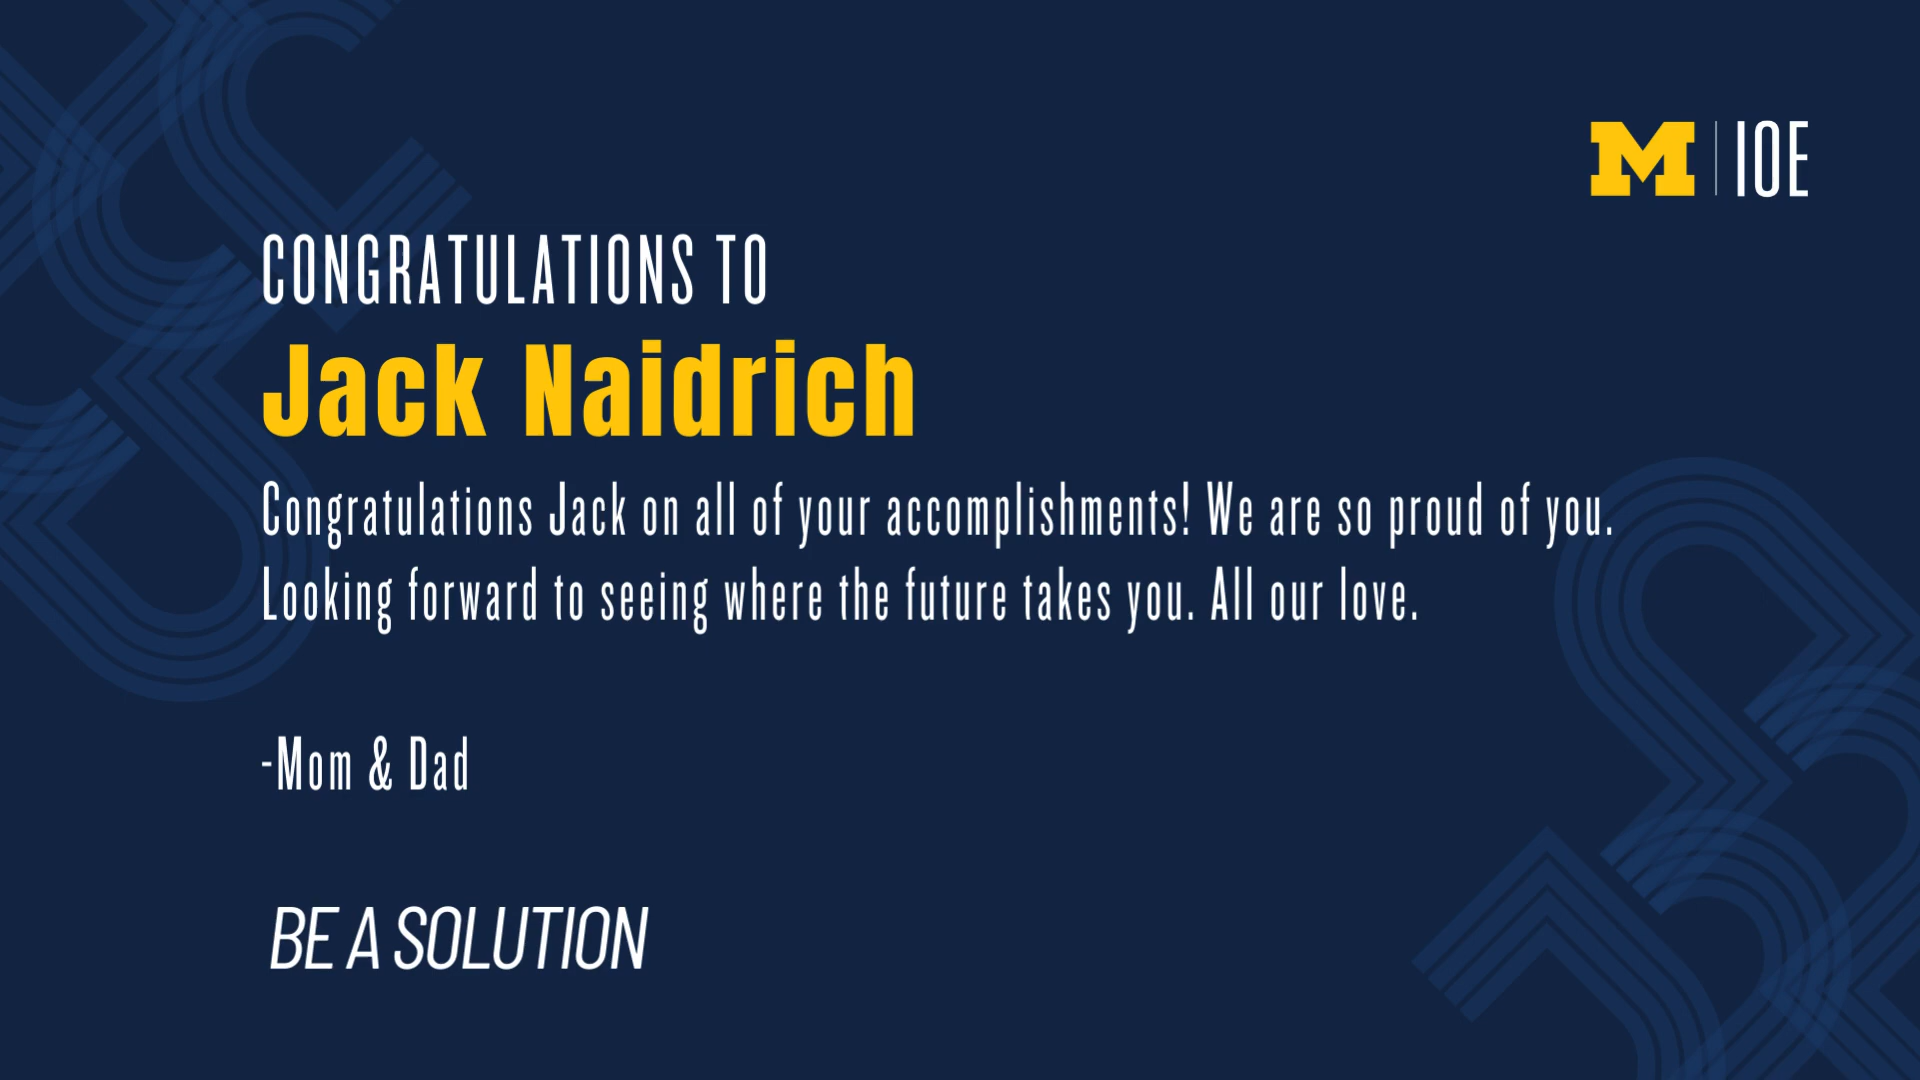 M | IOE
CONGRATULATIONS TO
Jack Naidrich
Congratulations Jack on all of your accomplishments! We are so proud of you.
Looking forward to seeing where the future takes you. All our love.
-Mom & Dad
BE A SOLUTION